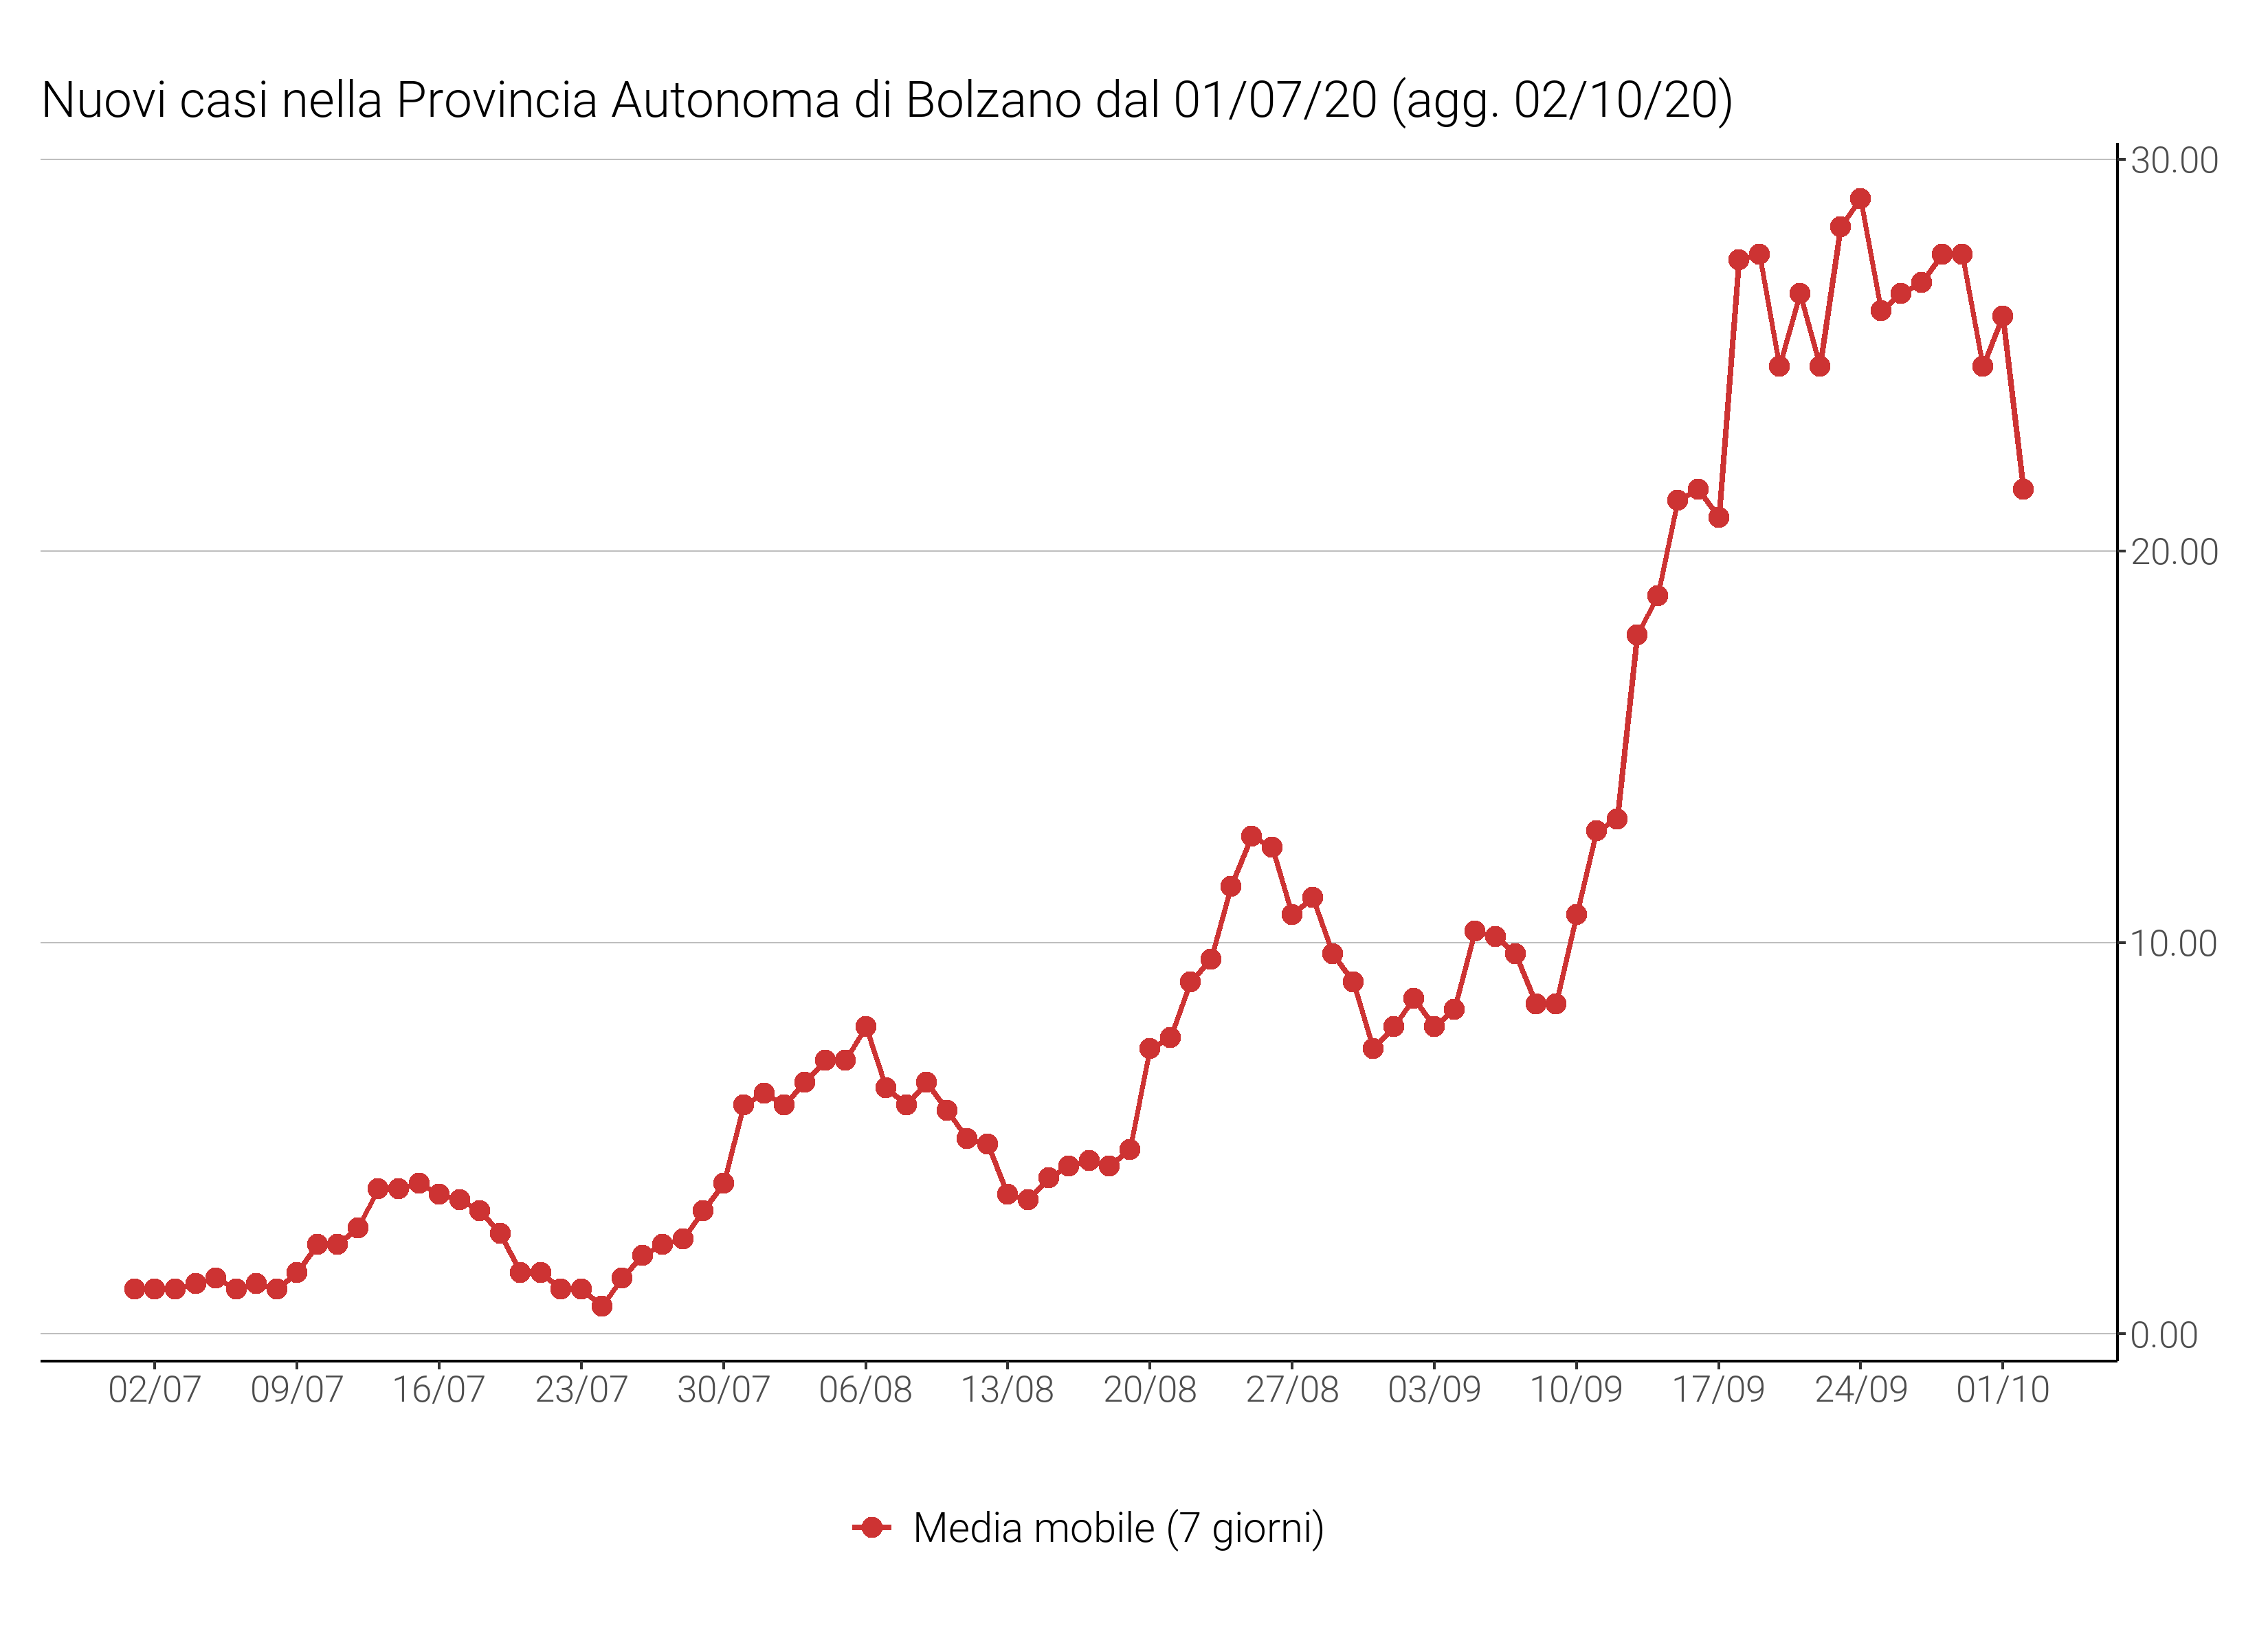 Nuovi casi nella Provincia Autonoma di Bolzano dal 01/07/20 (agg. 02/10/20)
30.00
20.00
10.00
0.00
02/07 09/07 16/07 23/07 30/07 06/08 13/08 20/08 27/08 03/09 10/09 17/09 24/09 01/10
Media mobile (7 giorni)